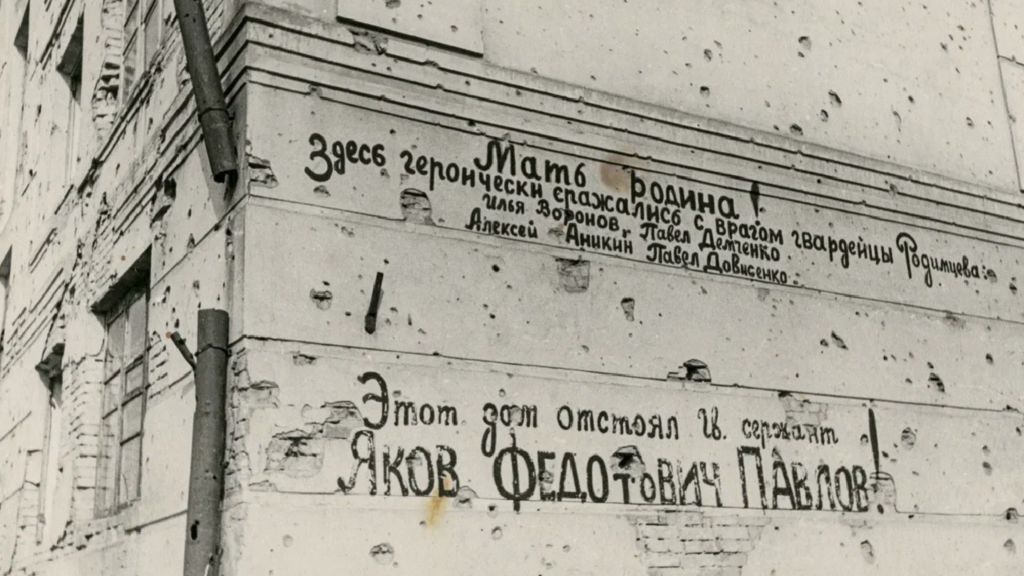 Мать Родина!
Здесь героически сражались с врагом гвардейцы Родимцева:
Илья Воронов, Павел Демченко.
Алексей Аникин Павел Довисенко.
Этот дом отстоял гв. сержант
Яков Федотович Павлов!